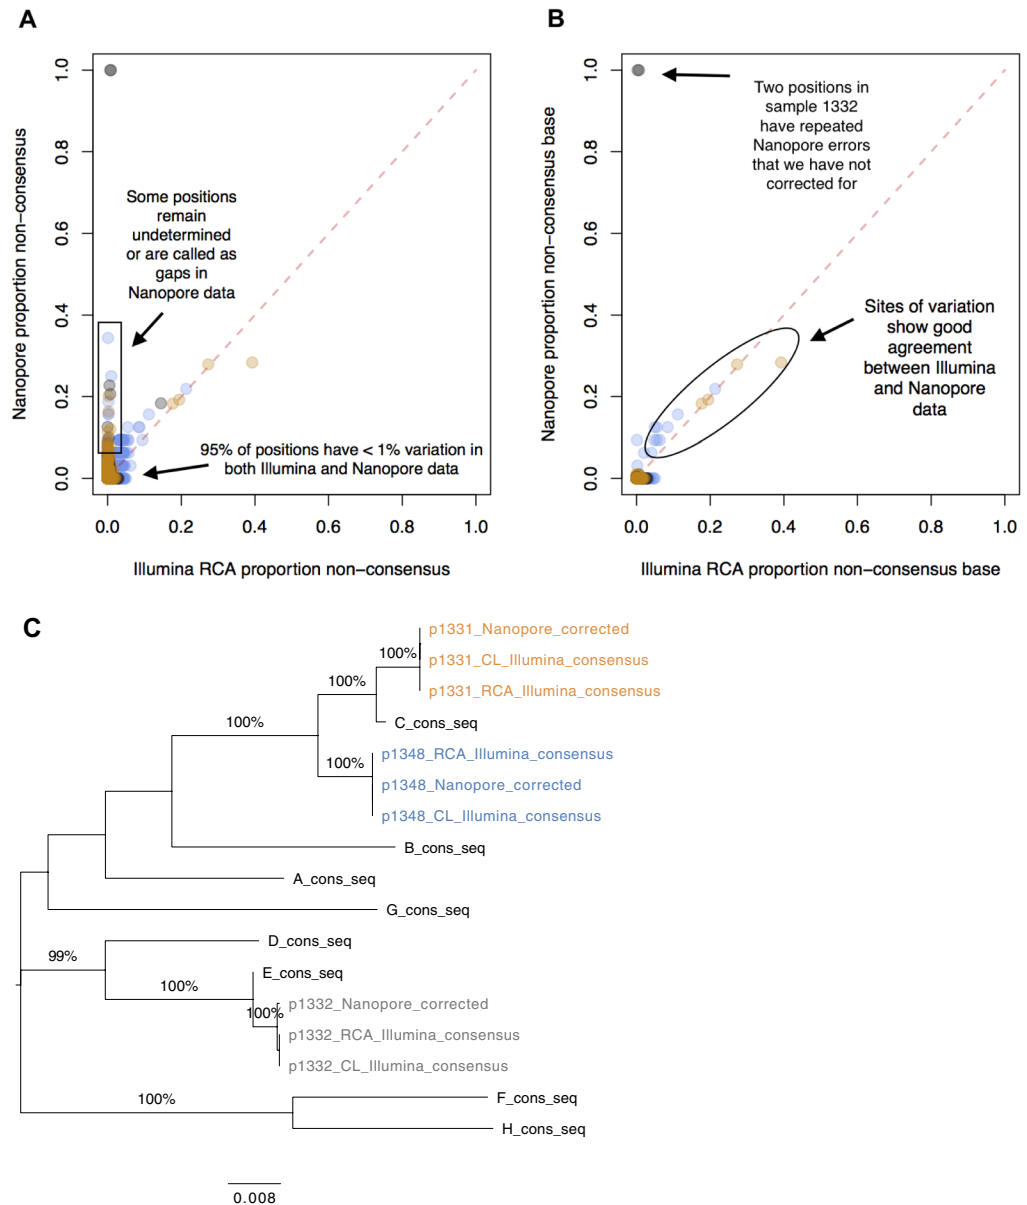 A
Nanopore proportion non−consensus
1.0
0.8
0.6
0.4
0.2
0.0
Some positions
remain
undetermined
or are called as
gaps in
Nanopore data
95% of positions have < 1% variation in
both Illumina and Nanopore data
0.0 0.2 0.4 0.6 0.8 1.0
Illumina RCA proportion non−consensus
B
Nanopore proportion non−consensus base
1.0
0.8
0.6
0.4
0.2
0.0
Two positions in
sample 1332
have repeated
Nanopore errors
that we have not
corrected for
Sites of variation
show good
agreement
between Illumina
and Nanopore
data
0.0 0.2 0.4 0.6 0.8 1.0
Illumina RCA proportion non−consensus base
C
p1331_Nanopore_corrected
100%
p1331_CL_Illumina_consensus
100%
p1331_RCA_Illumina_consensus
100%
C_cons_seq
p1348_RCA_Illumina_consensus
100%
p1348_Nanopore_corrected
p1348_CL_Illumina_consensus
B_cons_seq
A_cons_seq
G_cons_seq
D_cons_seq
99%
E_cons_seq
100%
p1332_Nanopore_corrected
100%
p1332_RCA_Illumina_consensus
p1332_CL_Illumina_consensus
100%
F_cons_seq
H_cons_seq
0.008